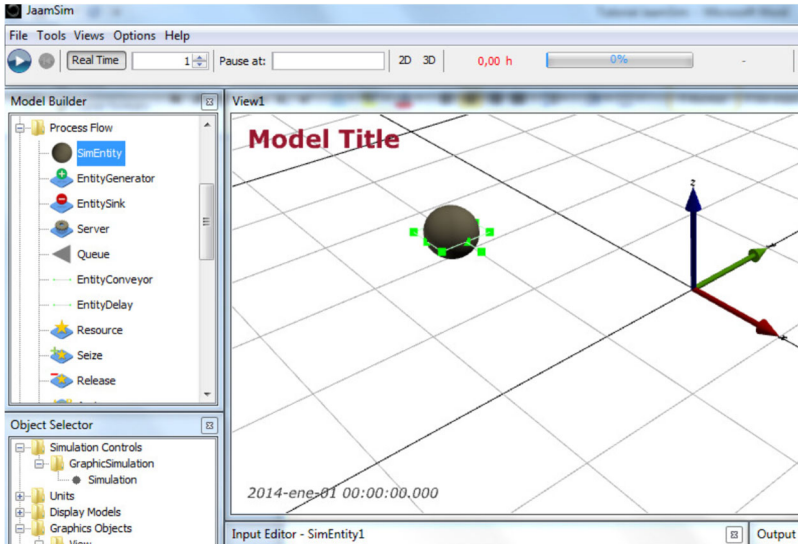 JaamSim
File Tools Views Options Help
Real Time 1 Pause at: 2D 3D 0,00 h 0% -
Model Builder
Process Flow
SimEntity
EntityGenerator
EntitySink
Server
Queue
EntityConveyor
EntityDelay
Resource
Seize
Release
Object Selector
Simulation Controls
GraphicSimulation
Simulation
Units
Display Models
Graphics Objects
View
View1
Model Title
z
2014-ene-01 00:00:00.000
Input Editor - SimEntity1
Output